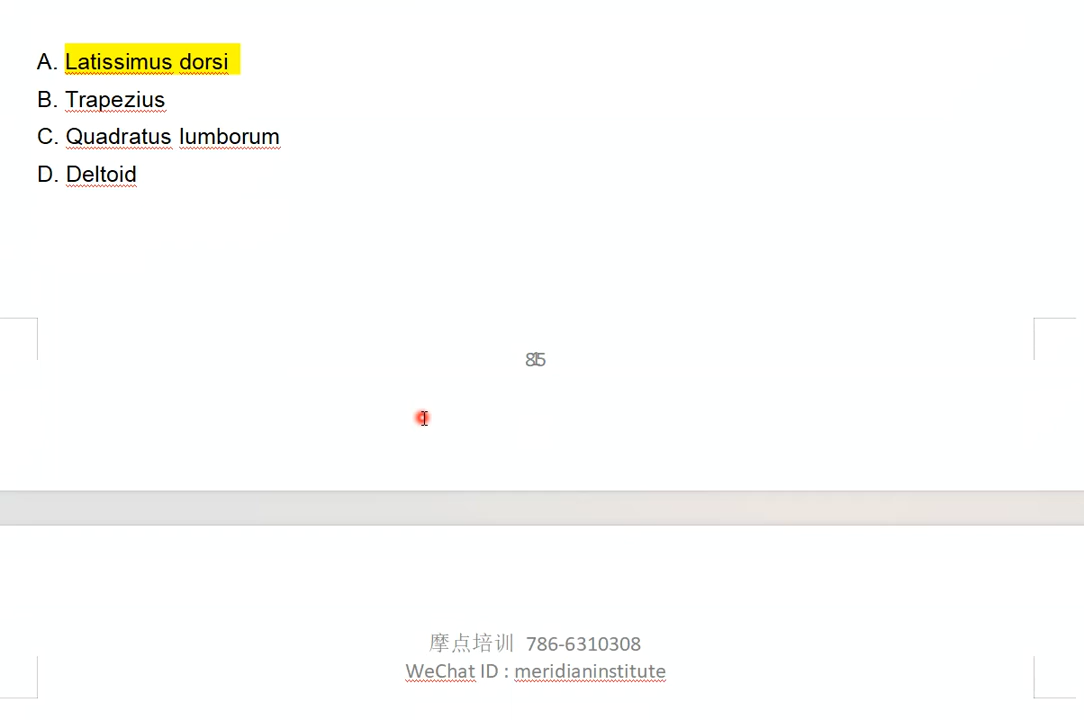 A. Latissimus dorsi
B. Trapezius
C. Quadratus lumborum
D. Deltoid
摩点培训 786-6310308
WeChat ID : meridianinstitute